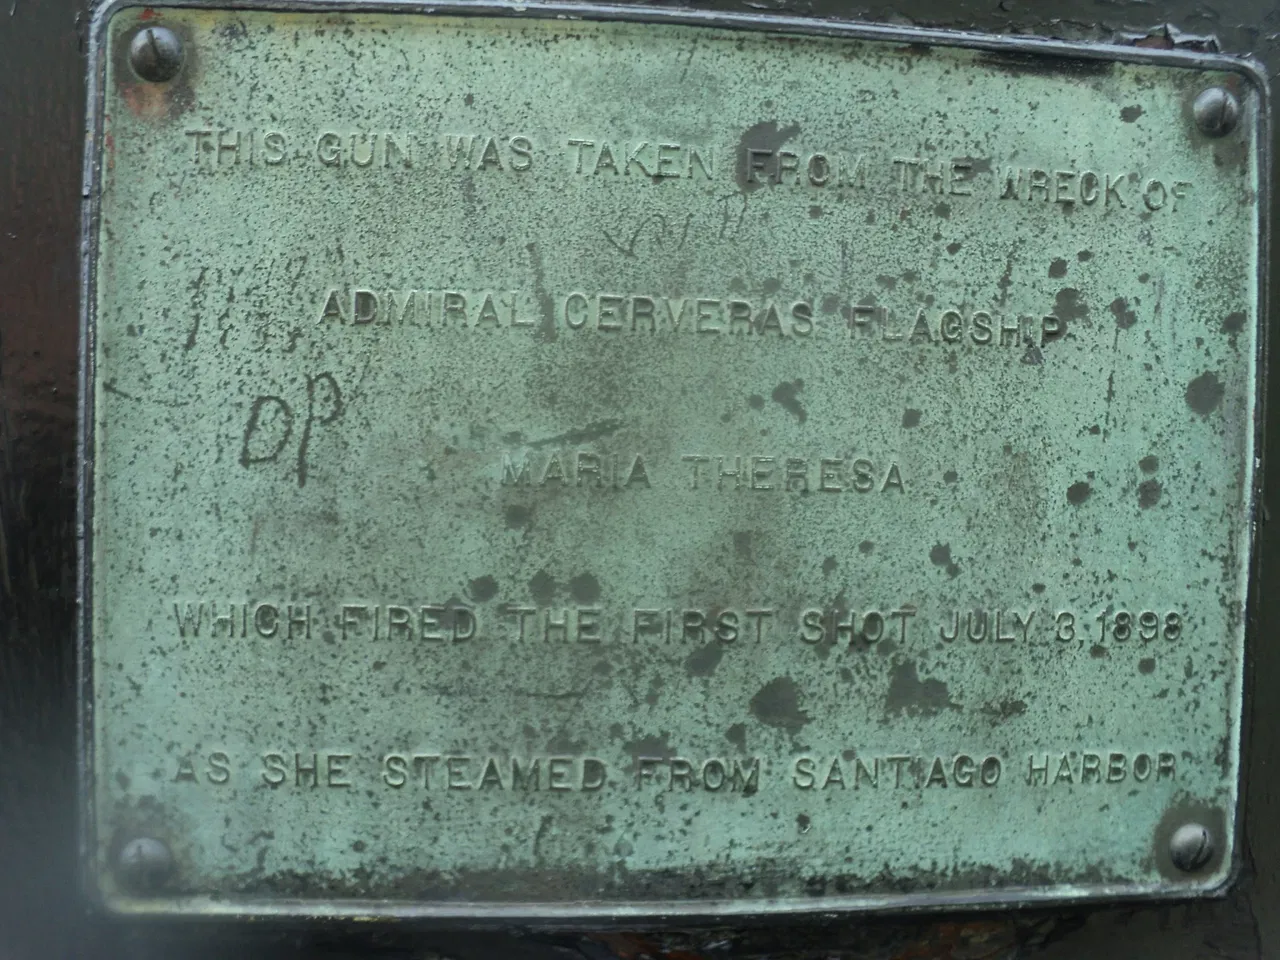 THIS GUN WAS TAKEN FROM THE WRECK OF
ADMIRAL CERVERAS FLAGSHIP
DP
MARIA THERESA
WHICH FIRED THE FIRST SHOT JULY 3, 1898
AS SHE STEAMED FROM SANTIAGO HARBOR